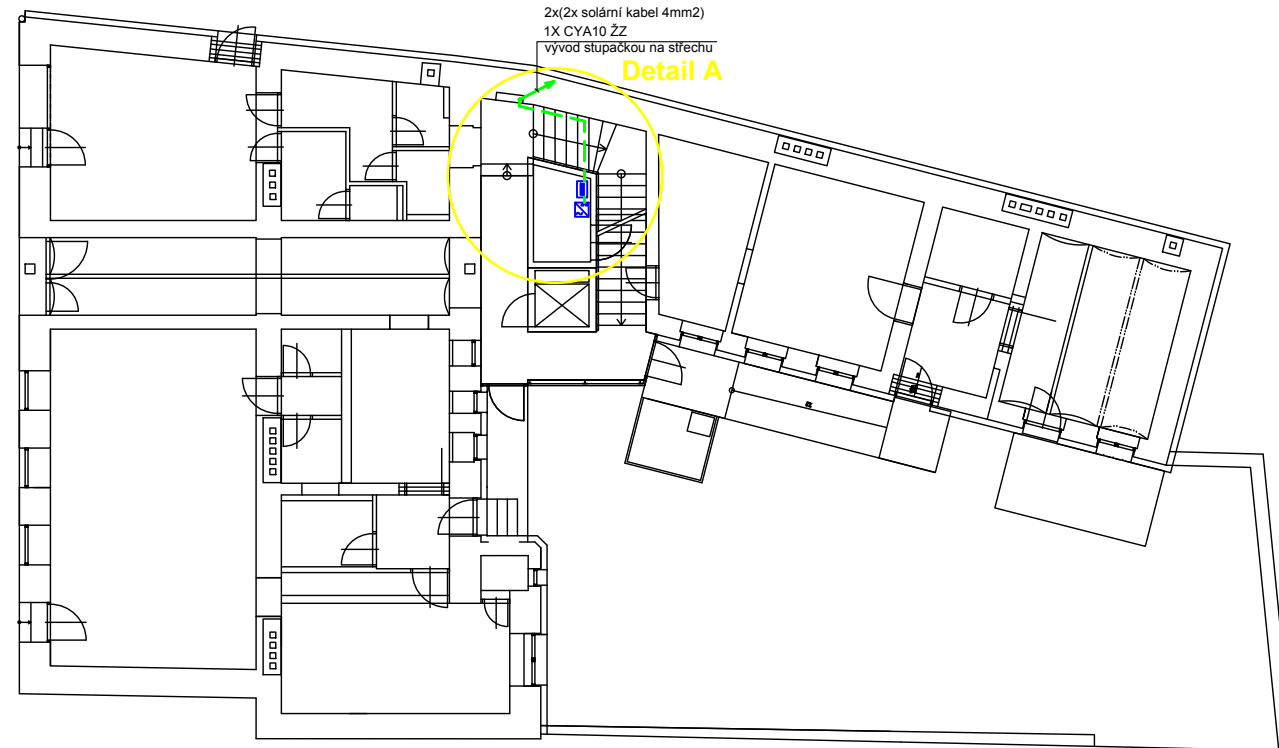 2x(2x solární kabel 4mm2)
1X CYA10 ŽZ
vývod stupačkou na střechu
Detail A